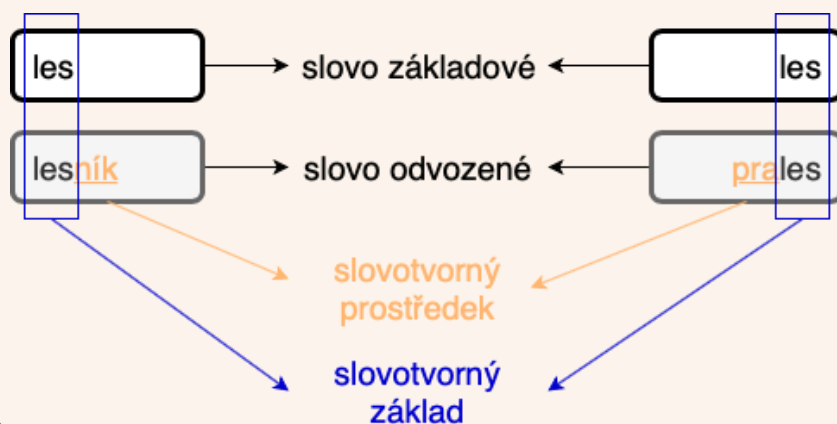 les slovo základové les
lesník slovo odvozené prales
slovotvorný
prostředek
slovotvorný
základ